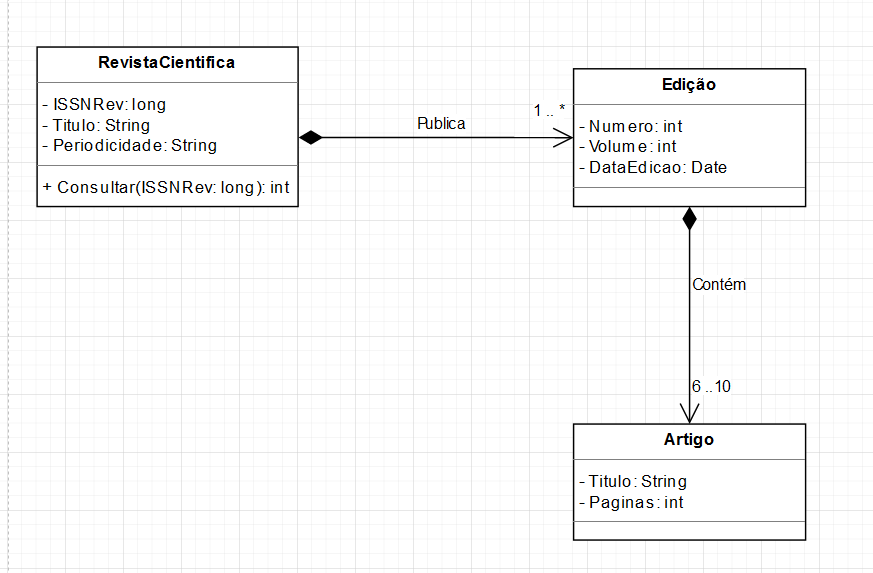 RevistaCientifica
- ISSNRev: long
- Titulo: String
- Periodicidade: String
+ Consultar(ISSNRev: long): int
Publica
1 .. *
Edição
- Numero: int
- Volume: int
- DataEdicao: Date
Contém
6 ..10
Artigo
- Titulo: String
- Paginas: int